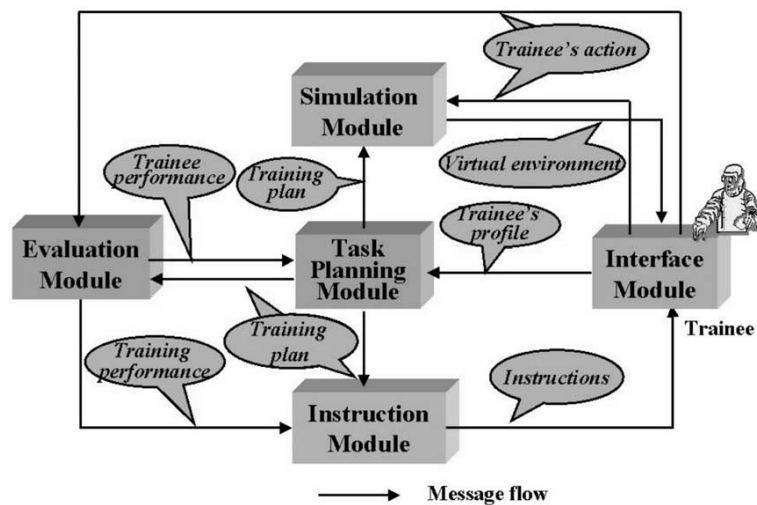 Trainee's action
Simulation
Module
Trainee
performance
Training
plan
Virtual environment
Trainee's
profile
Evaluation
Module
Task
Planning
Module
Interface
Module
Trainee
Training
performance
Training
plan
Instructions
Instruction
Module
Message flow